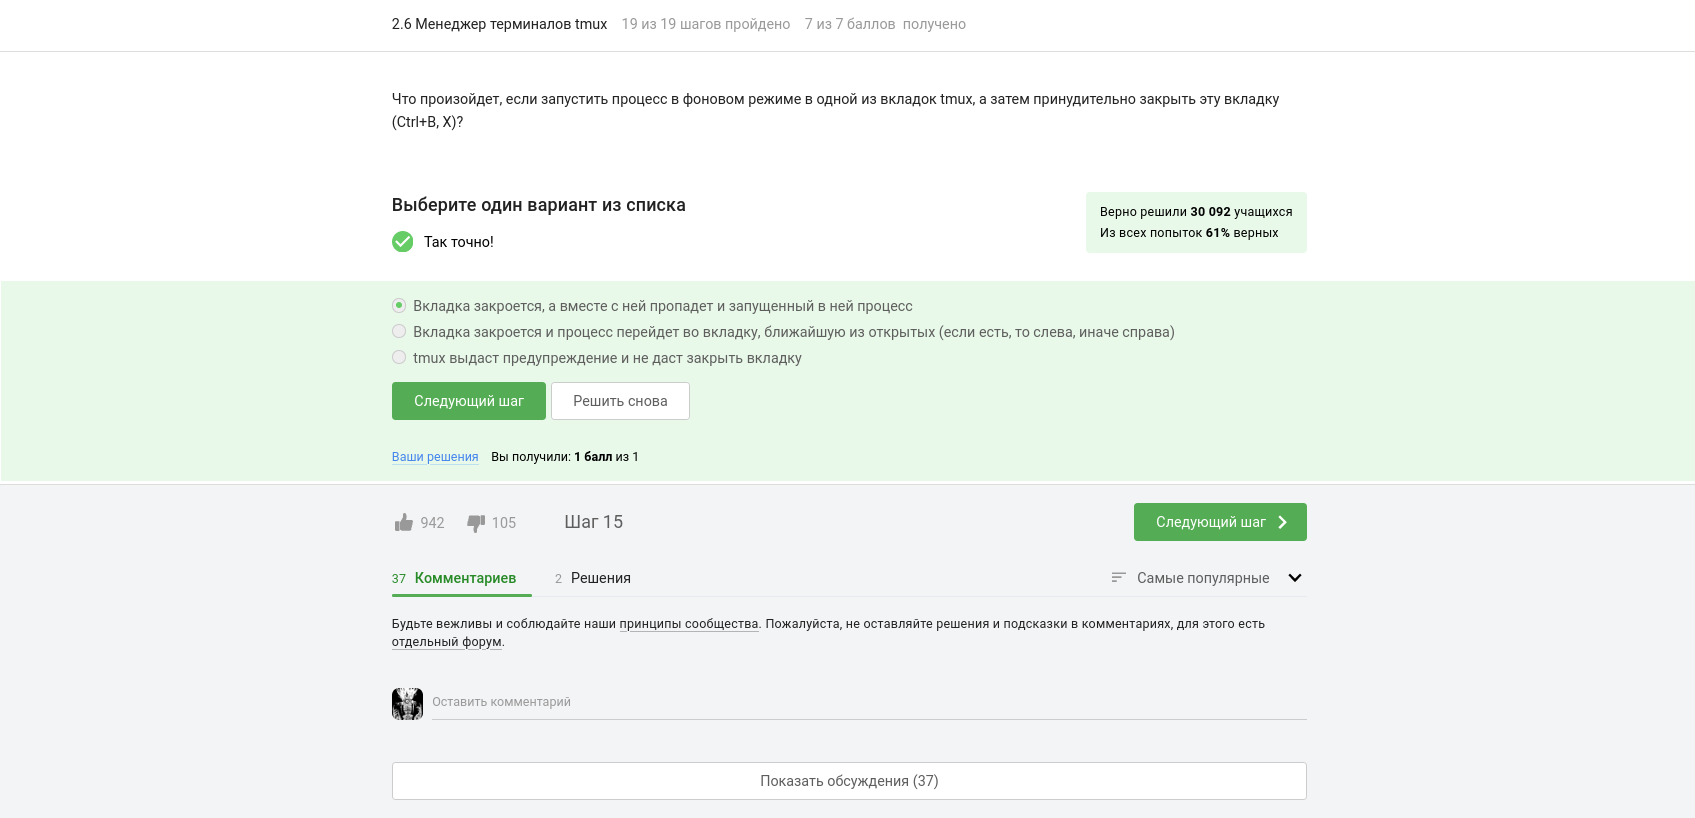 2.6 Менеджер терминалов tmux 19 из 19 шагов пройдено 7 из 7 баллов получено
Что произойдет, если запустить процесс в фоновом режиме в одной из вкладок tmux, а затем принудительно закрыть эту вкладку
(Ctrl+B, X)?
Выберите один вариант из списка
Так точно!
Верно решили 30 092 учащихся
Из всех попыток 61% верных
Вкладка закроется, а вместе с ней пропадет и запущенный в ней процесс
Вкладка закроется и процесс перейдет во вкладку, ближайшую из открытых (если есть, то слева, иначе справа)
tmux выдаст предупреждение и не даст закрыть вкладку
Следующий шаг Решить снова
Ваши решения Вы получили: 1 балл из 1
942 105 Шаг 15 Следующий шаг
37 Комментариев 2 Решения Самые популярные
Будьте вежливы и соблюдайте наши принципы сообщества. Пожалуйста, не оставляйте решения и подсказки в комментариях, для этого есть
отдельный форум.
Оставить комментарий
Показать обсуждения (37)